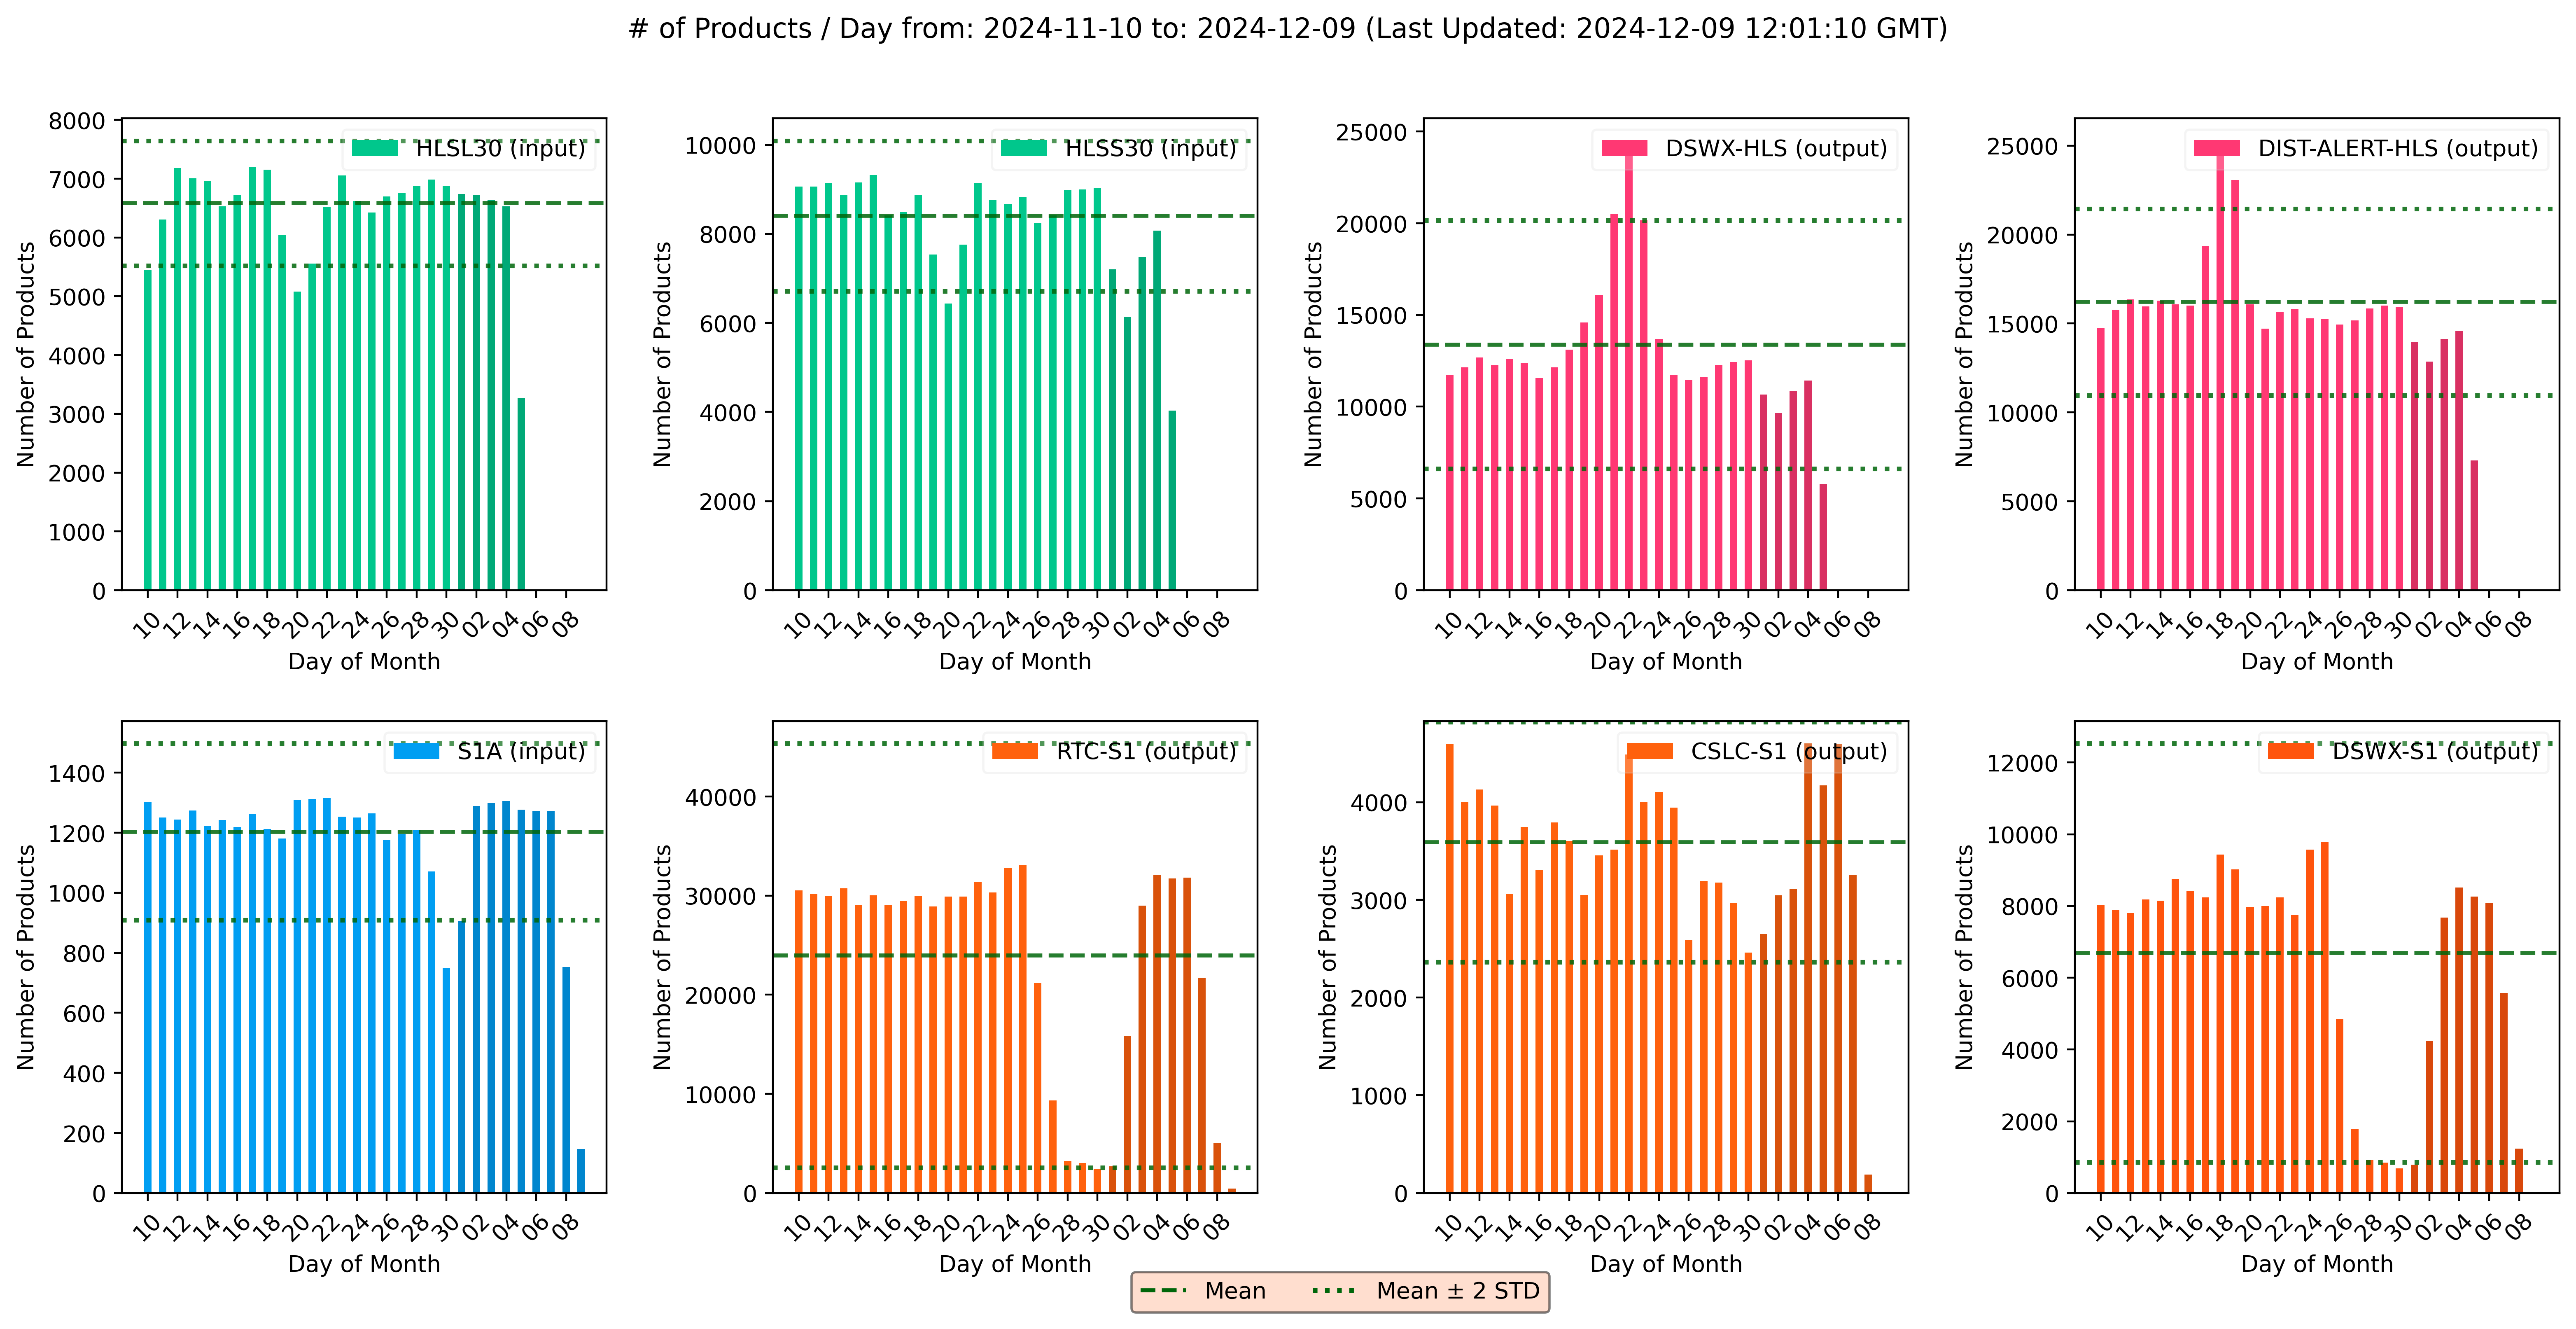 # of Products / Day from: 2024-11-10 to: 2024-12-09 (Last Updated: 2024-12-09 12:01:10 GMT)
Number of Products
8000
7000
6000
5000
4000
3000
2000
1000
0
HLSL30 (input)
10 12 14 16 18 20 22 24 26 28 30 02 04 06 08
Day of Month
Number of Products
10000
8000
6000
4000
2000
0
HLSS30 (input)
10 12 14 16 18 20 22 24 26 28 30 02 04 06 08
Day of Month
Number of Products
25000
20000
15000
10000
5000
0
DSWX-HLS (output)
10 12 14 16 18 20 22 24 26 28 30 02 04 06 08
Day of Month
Number of Products
25000
20000
15000
10000
5000
0
DIST-ALERT-HLS (output)
10 12 14 16 18 20 22 24 26 28 30 02 04 06 08
Day of Month
Number of Products
1400
1200
1000
800
600
400
200
0
S1A (input)
10 12 14 16 18 20 22 24 26 28 30 02 04 06 08
Day of Month
Number of Products
40000
30000
20000
10000
0
RTC-S1 (output)
10 12 14 16 18 20 22 24 26 28 30 02 04 06 08
Day of Month
Number of Products
4000
3000
2000
1000
0
CSLC-S1 (output)
10 12 14 16 18 20 22 24 26 28 30 02 04 06 08
Day of Month
Number of Products
12000
10000
8000
6000
4000
2000
0
DSWX-S1 (output)
10 12 14 16 18 20 22 24 26 28 30 02 04 06 08
Day of Month
Mean
Mean ± 2 STD